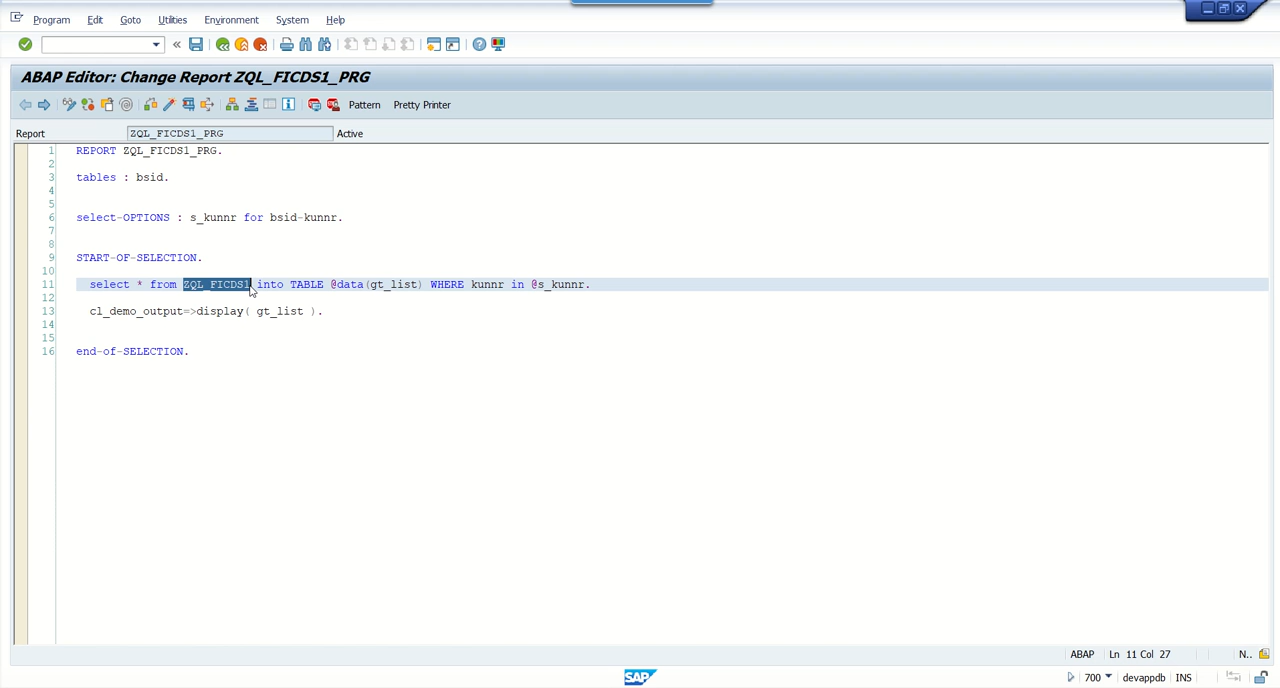 Program Edit Goto Utilities Environment System Help
«
ABAP Editor: Change Report ZQL_FICDS1_PRG
Pattern Pretty Printer
Report ZQL_FICDS1_PRG Active
1 REPORT ZQL_FICDS1_PRG.
2
3 tables : bsid.
4
5
6 select-OPTIONS : s_kunnr for bsid-kunnr.
7
8
9 START-OF-SELECTION.
10
11 select * from ZQL_FICDS1 into TABLE @data(gt_list) WHERE kunnr in @s_kunnr.
12
13 cl_demo_output=>display( gt_list ).
14
15
16 end-of-SELECTION.
ABAP Ln 11 Col 27 N..
SAP 700 devappdb INS